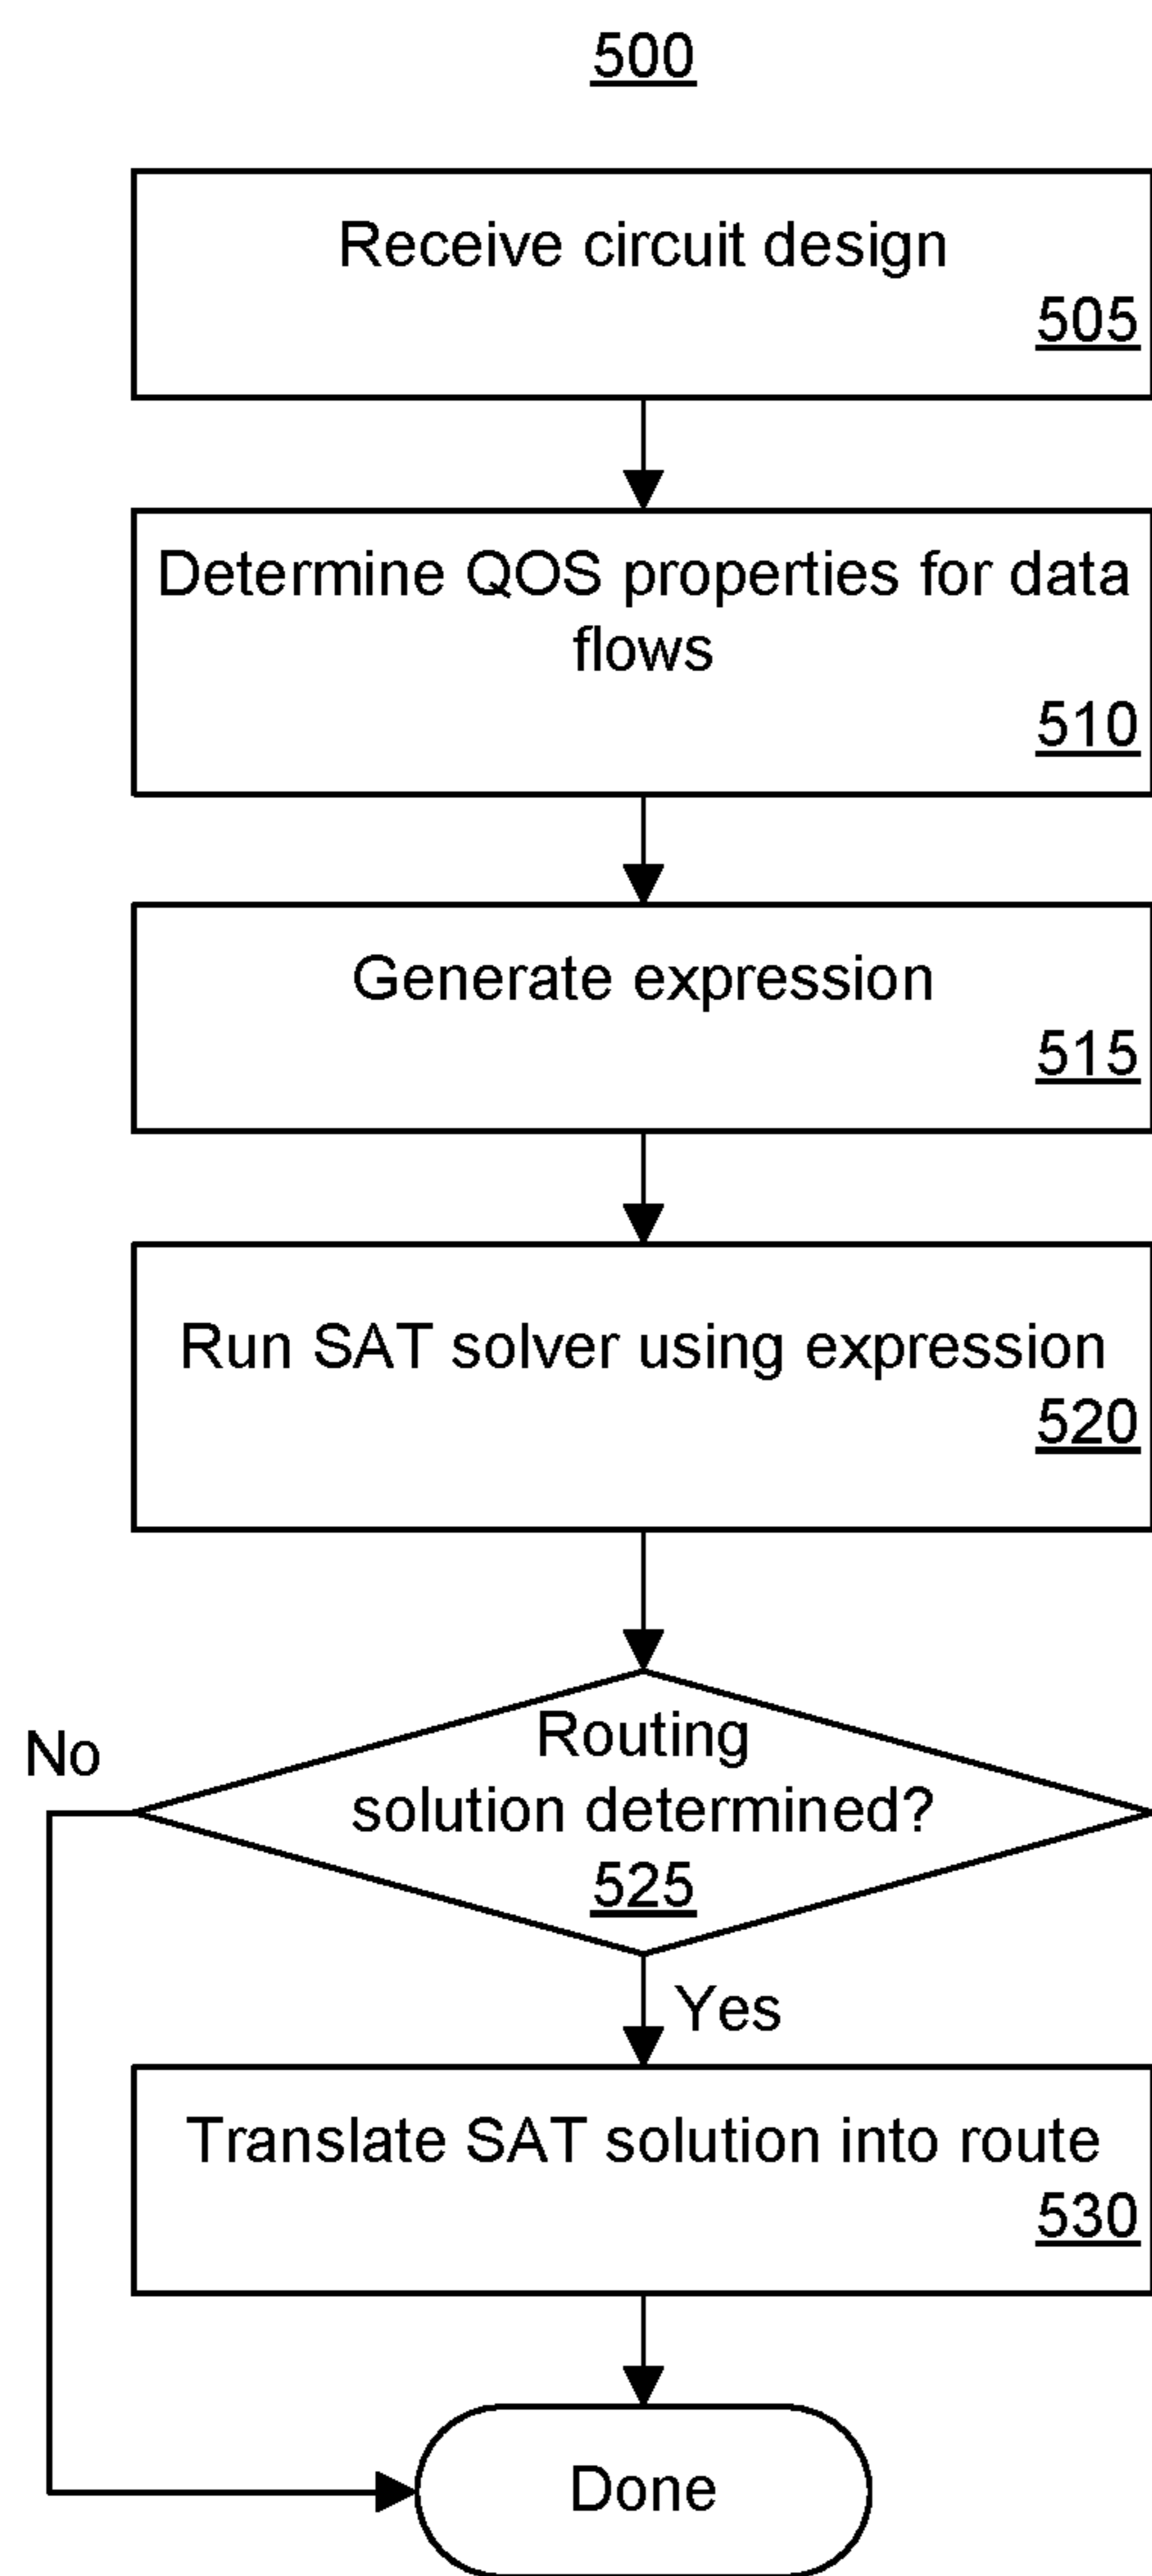 500
Receive circuit design
505
Determine QOS properties for data
flows
510
Generate expression
515
Run SAT solver using expression
520
Routing
No
solution determined?
525
Yes
Translate SAT solution into route
530
Done